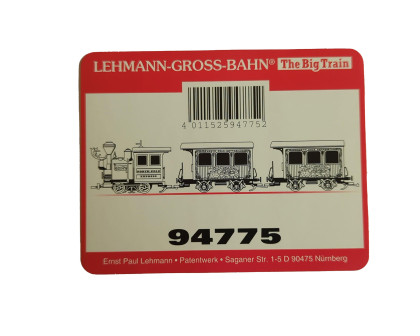 LEHMANN-GROSS-BAHN® The Big Train
4 011525 947752
94775
Ernst Paul Lehmann • Patentwerk • Saganer Str. 1-5 D 90475 Nürnberg